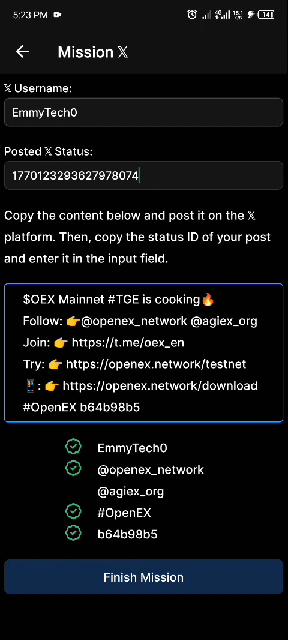 5:23 PM
14
Mission 𝕏
𝕏 Username:
EmmyTech0
Posted 𝕏 Status:
1770123293627978074
Copy the content below and post it on the 𝕏
platform. Then, copy the status ID of your post
and enter it in the input field.
$OEX Mainnet #TGE is cooking🔥
Follow: 👉@openex_network @agiex_org
Join: 👉 https://t.me/oex_en
Try: 👉 https://openex.network/testnet
📱: 👉 https://openex.network/download
#OpenEX b64b98b5
EmmyTech0
@openex_network
@agiex_org
#OpenEX
b64b98b5
Finish Mission